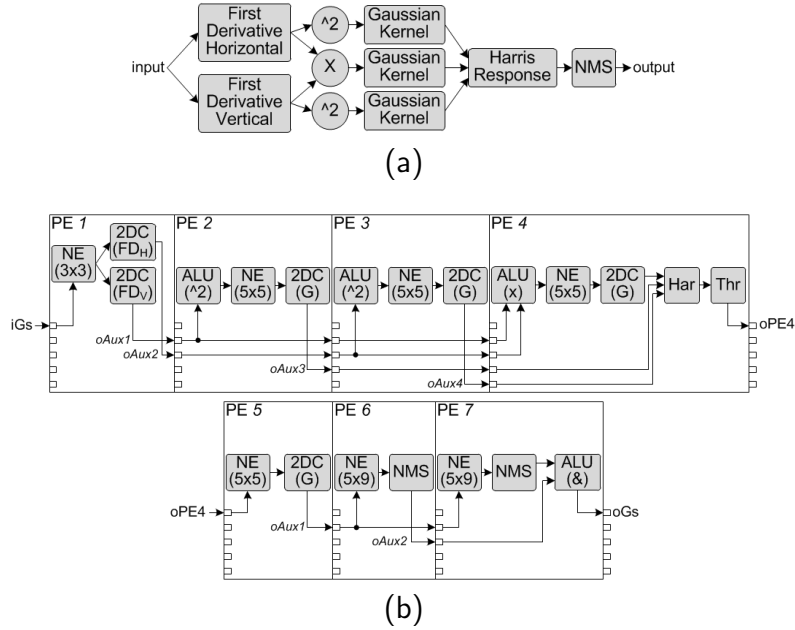 First
Derivative
Horizontal
^2
Gaussian
Kernel
input
X
Gaussian
Kernel
Harris
Response
NMS
output
First
Derivative
Vertical
^2
Gaussian
Kernel
(a)
PE 1
NE
(3x3)
2DC
(FDH)
2DC
(FDV)
iGs
oAux1
oAux2
PE 2
ALU
(^2)
NE
(5x5)
2DC
(G)
oAux3
PE 3
ALU
(^2)
NE
(5x5)
2DC
(G)
oAux4
PE 4
ALU
(x)
NE
(5x5)
2DC
(G)
Har
Thr
oPE4
PE 5
NE
(5x5)
2DC
(G)
oPE4
oAux1
PE 6
NE
(5x9)
NMS
oAux2
PE 7
NE
(5x9)
NMS
ALU
(&)
oGs
(b)